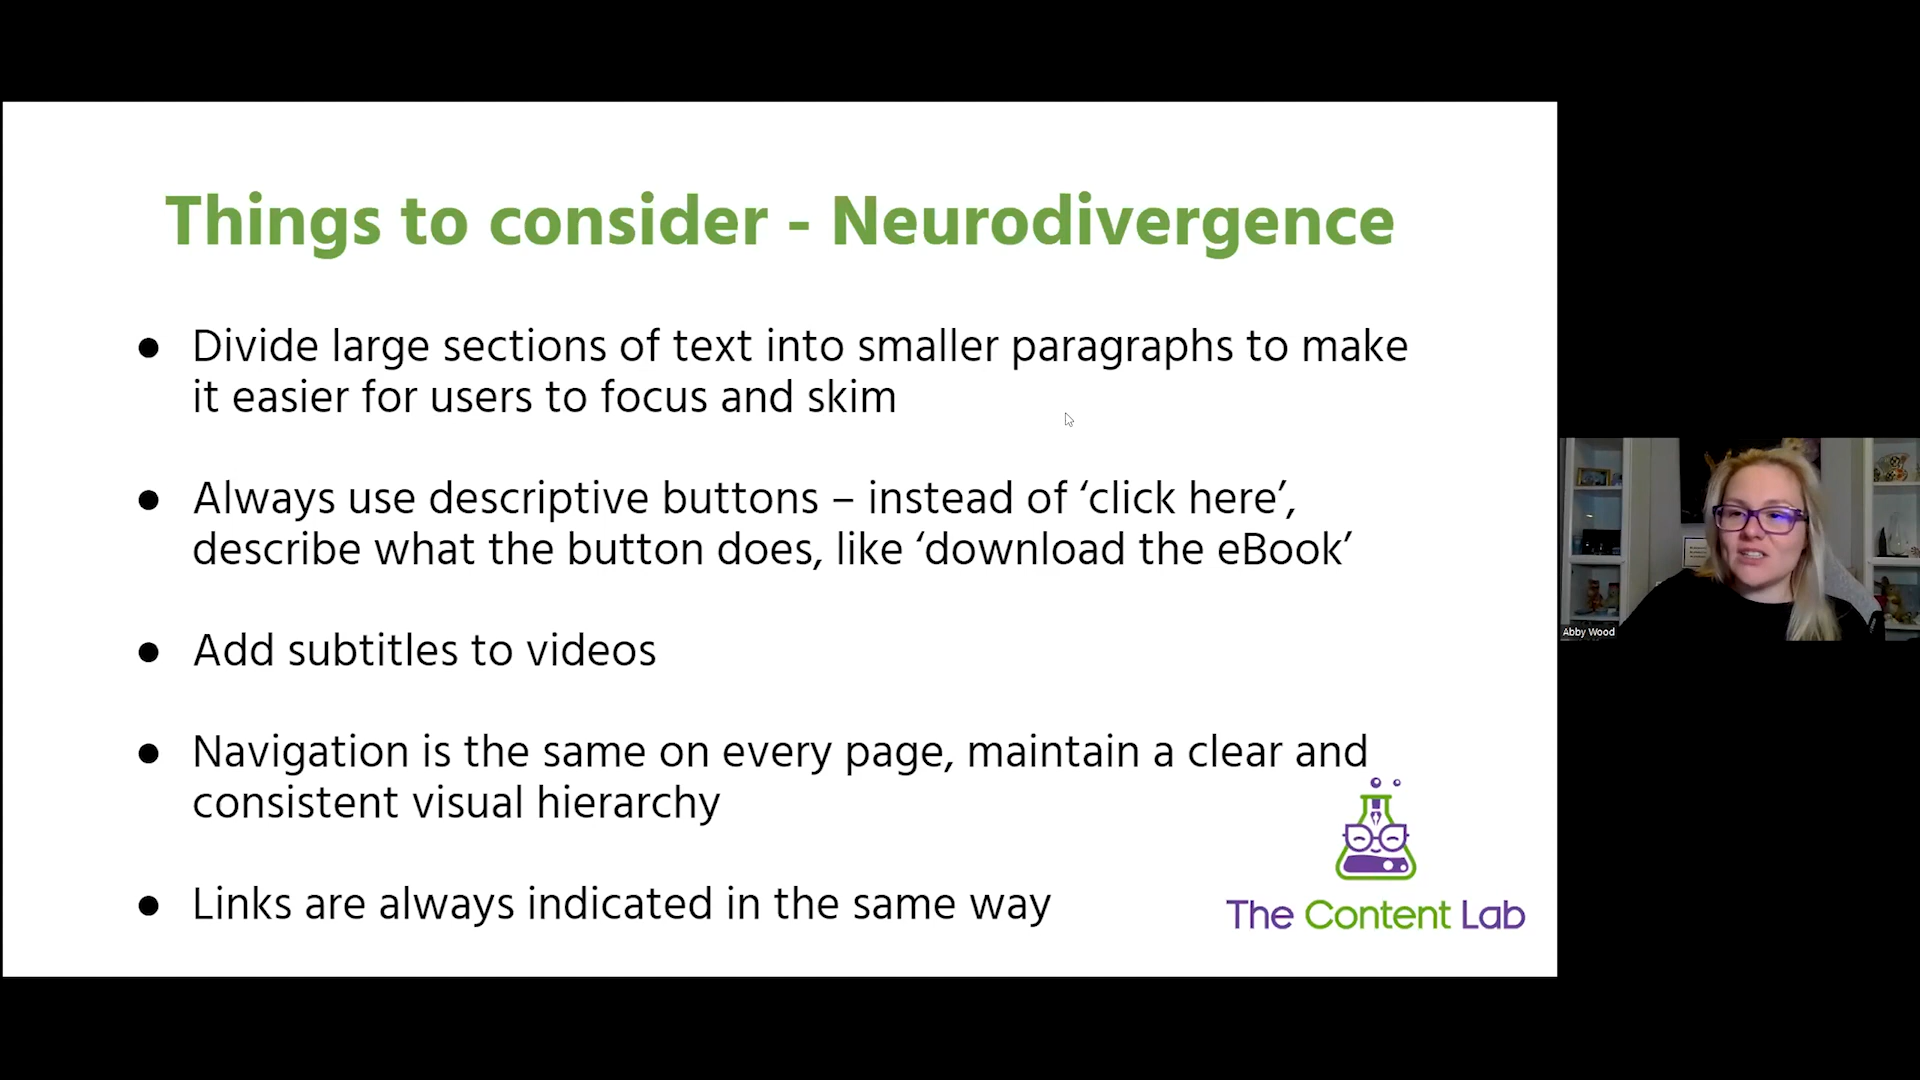 Things to consider - Neurodivergence
● Divide large sections of text into smaller paragraphs to make
it easier for users to focus and skim
● Always use descriptive buttons – instead of ‘click here’,
describe what the button does, like ‘download the eBook’
● Add subtitles to videos
● Navigation is the same on every page, maintain a clear and
consistent visual hierarchy
● Links are always indicated in the same way
The Content Lab
Abby Wood